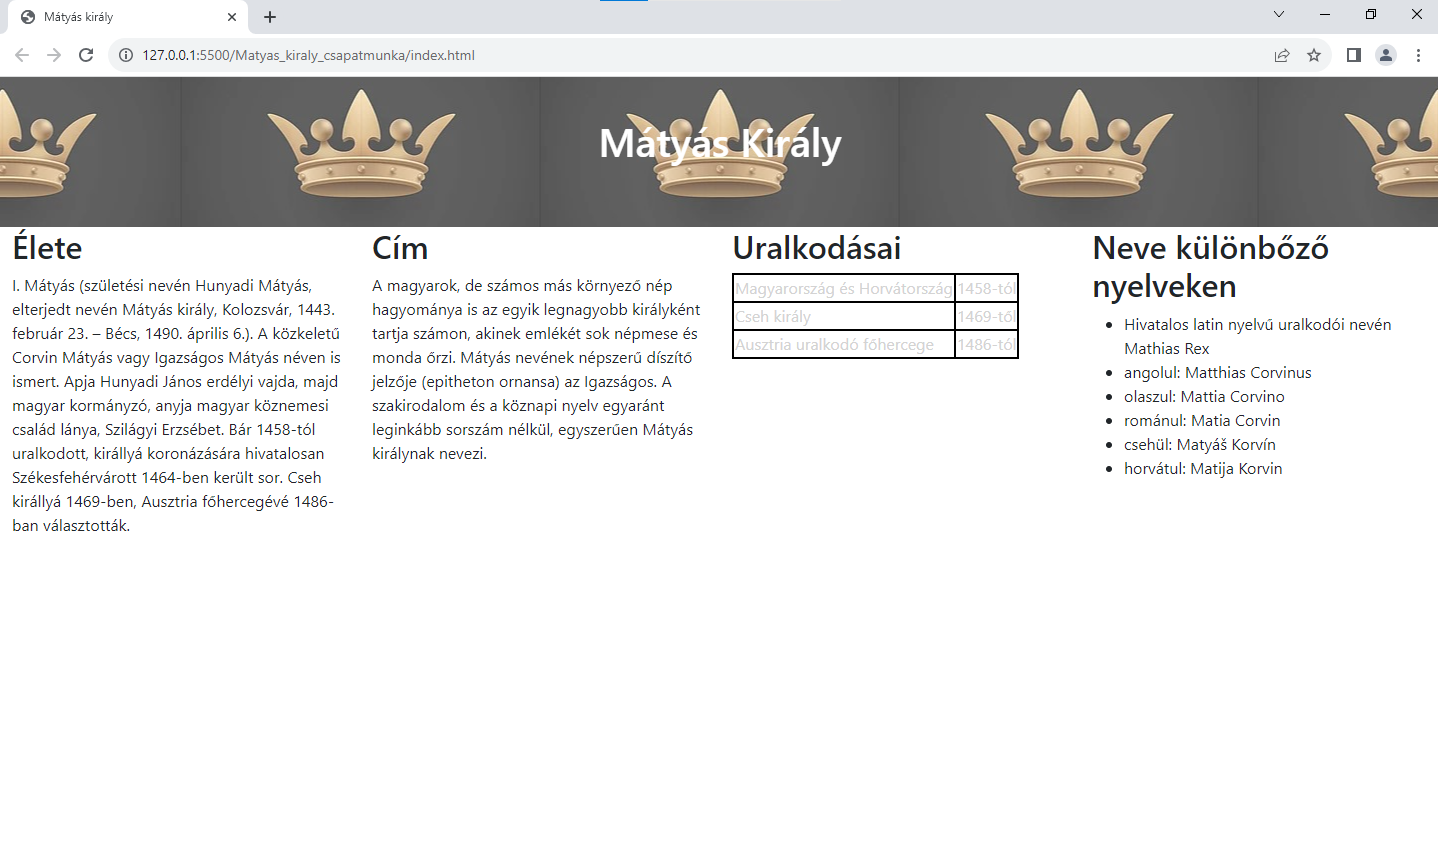 Mátyás király
127.0.0.1:5500/Matyas_kiraly_csapatmunka/index.html
Mátyás Király
Élete
I. Mátyás (születési nevén Hunyadi Mátyás,
elterjedt nevén Mátyás király, Kolozsvár, 1443.
február 23. – Bécs, 1490. április 6.). A közkeletű
Corvin Mátyás vagy Igazságos Mátyás néven is
ismert. Apja Hunyadi János erdélyi vajda, majd
magyar kormányzó, anyja magyar köznemesi
család lánya, Szilágyi Erzsébet. Bár 1458-tól
uralkodott, királlyá koronázására hivatalosan
Székesfehérvárott 1464-ben került sor. Cseh
királlyá 1469-ben, Ausztria főhercegévé 1486-
ban választották.
Cím
A magyarok, de számos más környező nép
hagyománya is az egyik legnagyobb királyként
tartja számon, akinek emlékét sok népmese és
monda őrzi. Mátyás nevének népszerű díszítő
jelzője (epitheton ornansa) az Igazságos. A
szakirodalom és a köznapi nyelv egyaránt
leginkább sorszám nélkül, egyszerűen Mátyás
királynak nevezi.
Uralkodásai
Magyarország és Horvátország 1458-tól
Cseh király 1469-től
Ausztria uralkodó főhercege 1486-tól
Neve különbőző
nyelveken
• Hivatalos latin nyelvű uralkodói nevén
Mathias Rex
• angolul: Matthias Corvinus
• olaszul: Mattia Corvino
• románul: Matia Corvin
• csehül: Matyáš Korvín
• horvátul: Matija Korvin